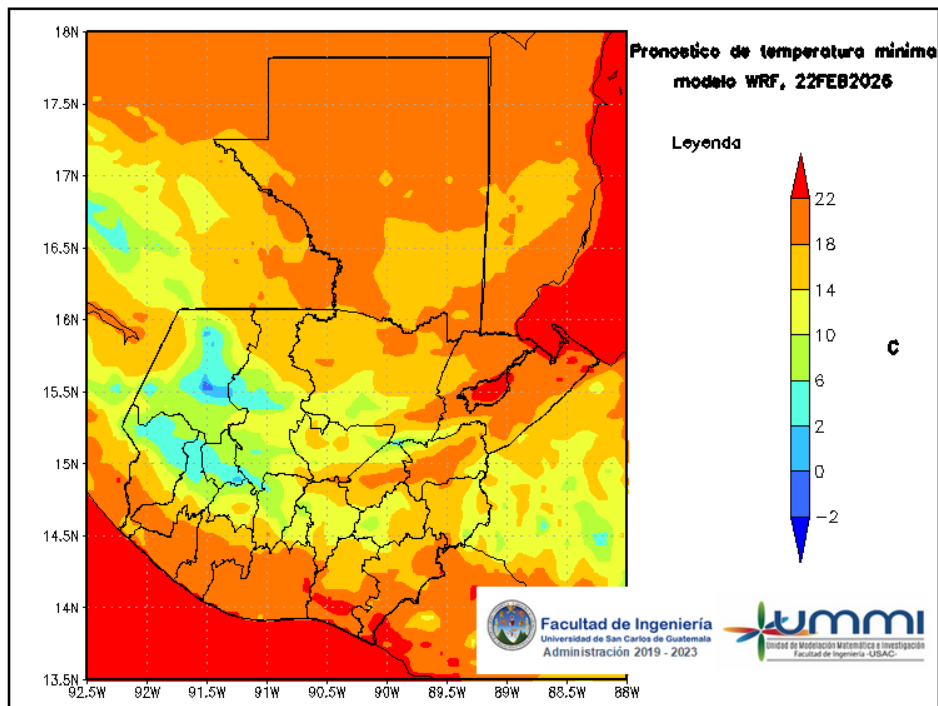 Pronostico de temperatura minima
modelo WRF, 22FEB2026
Leyenda
22
18
14
10
6
2
0
−2
C
18N
17.5N
17N
16.5N
16N
15.5N
15N
14.5N
14N
13.5N
92.5W 92W 91.5W 91W 90.5W 90W 89.5W 89W 88.5W 88W
Facultad de Ingeniería
Universidad de San Carlos de Guatemala
Administración 2019 - 2023
UMMI
Unidad de Modelación Matemática e Investigación
Facultad de Ingeniería -USAC-